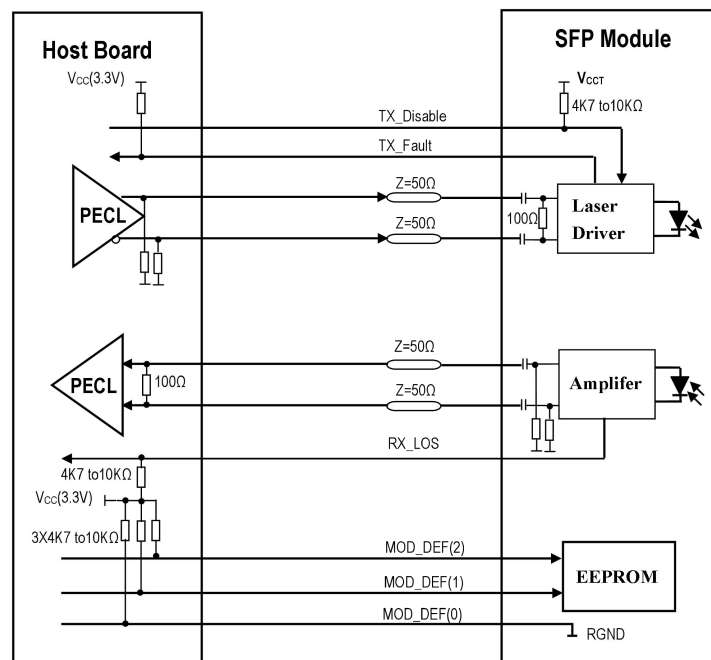 Host Board
SFP Module
VCC(3.3V)
VCCT
4K7 to10KΩ
TX_Disable
TX_Fault
PECL
Z=50Ω
Z=50Ω
100Ω
Laser
Driver
PECL
100Ω
Z=50Ω
Z=50Ω
Amplifer
RX_LOS
4K7 to10KΩ
VCC(3.3V)
3X4K7 to10KΩ
MOD_DEF(2)
MOD_DEF(1)
EEPROM
MOD_DEF(0)
RGND